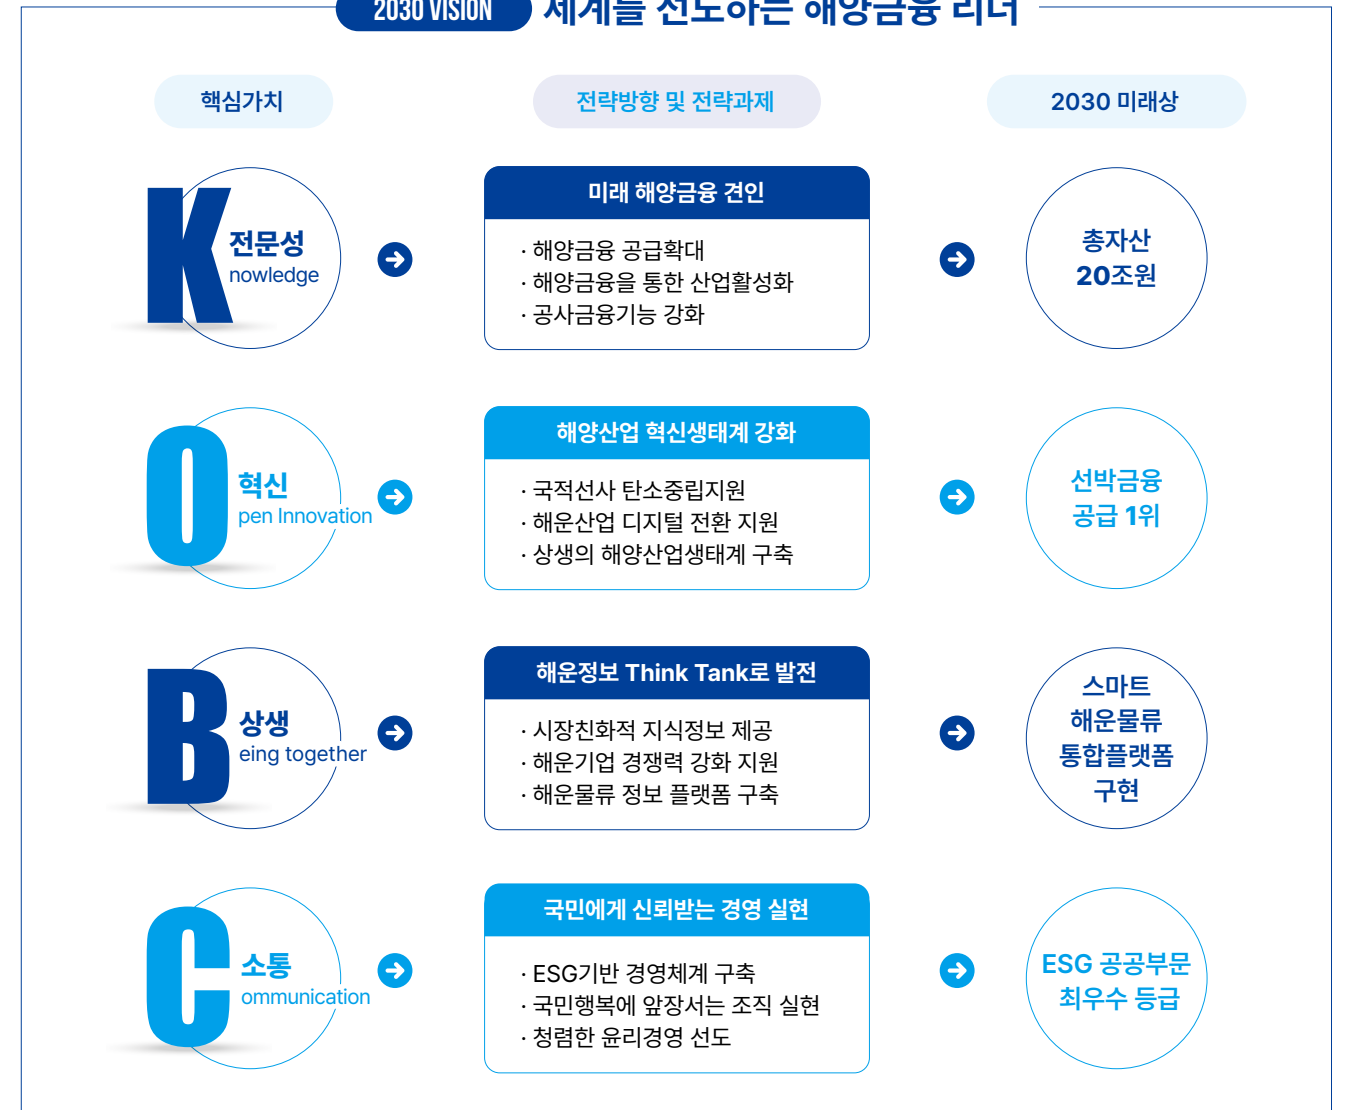 2030 VISION 세계를 선도하는 해양금융 리더
핵심가치
전략방향 및 전략과제
2030 미래상
K
전문성
nowledge
미래 해양금융 견인
· 해양금융 공급확대
· 해양금융을 통한 산업활성화
· 공사금융기능 강화
총자산
20조원
O
혁신
pen Innovation
해양산업 혁신생태계 강화
· 국적선사 탄소중립지원
· 해운산업 디지털 전환 지원
· 상생의 해양산업생태계 구축
선박금융
공급 1위
B
상생
eing together
해운정보 Think Tank로 발전
· 시장친화적 지식정보 제공
· 해운기업 경쟁력 강화 지원
· 해운물류 정보 플랫폼 구축
스마트
해운물류
통합플랫폼
구현
C
소통
ommunication
국민에게 신뢰받는 경영 실현
· ESG기반 경영체계 구축
· 국민행복에 앞장서는 조직 실현
· 청렴한 윤리경영 선도
ESG 공공부문
최우수 등급